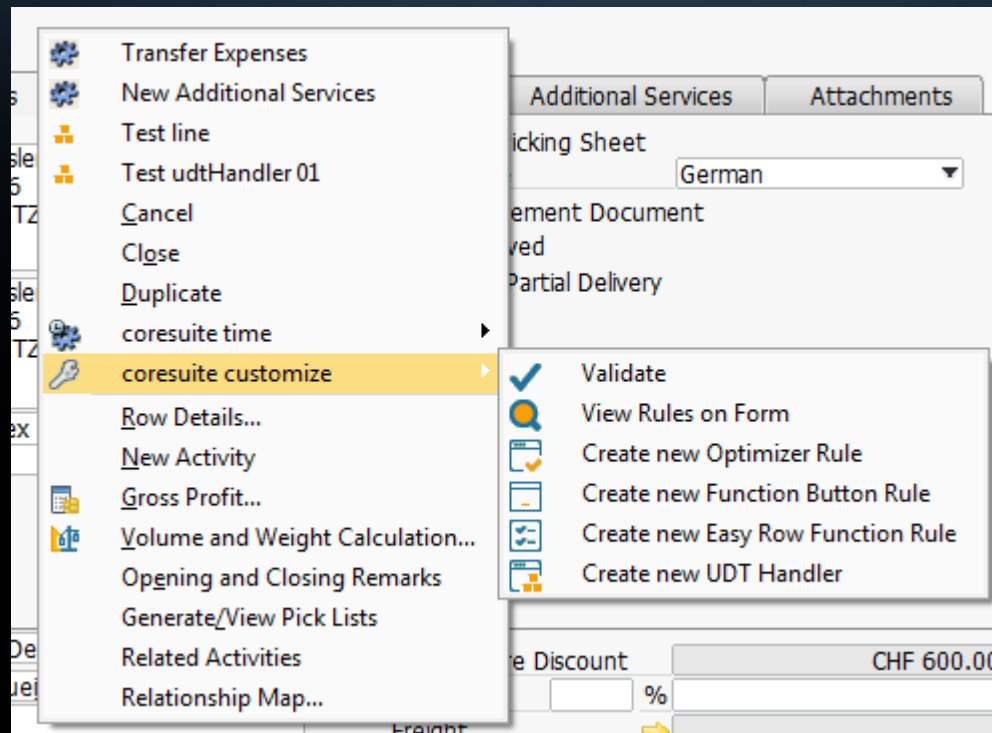 Transfer Expenses
New Additional Services
Test line
Test udtHandler 01
Cancel
Close
Duplicate
coresuite time
coresuite customize
Row Details...
New Activity
Gross Profit...
Volume and Weight Calculation...
Opening and Closing Remarks
Generate/View Pick Lists
Related Activities
Relationship Map...
Additional Services
Attachments
Sheet
German
Document
Partial Delivery
Validate
View Rules on Form
Create new Optimizer Rule
Create new Function Button Rule
Create new Easy Row Function Rule
Create new UDT Handler
Discount
CHF 600.00
%
Freight